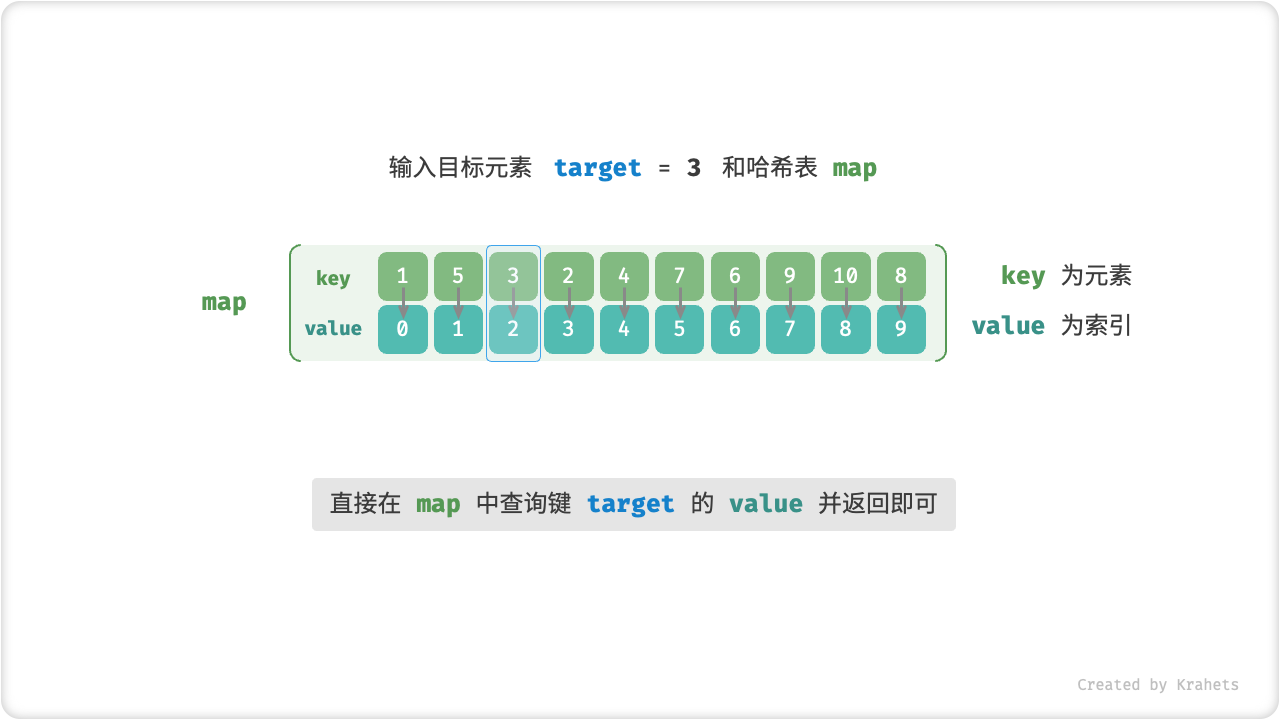 输入目标元素 target = 3 和哈希表 map
key 1 5 3 2 4 7 6 9 10 8 key 为元素
map
value 0 1 2 3 4 5 6 7 8 9 value 为索引
直接在 map 中查询键 target 的 value 并返回即可
Created by Krahets